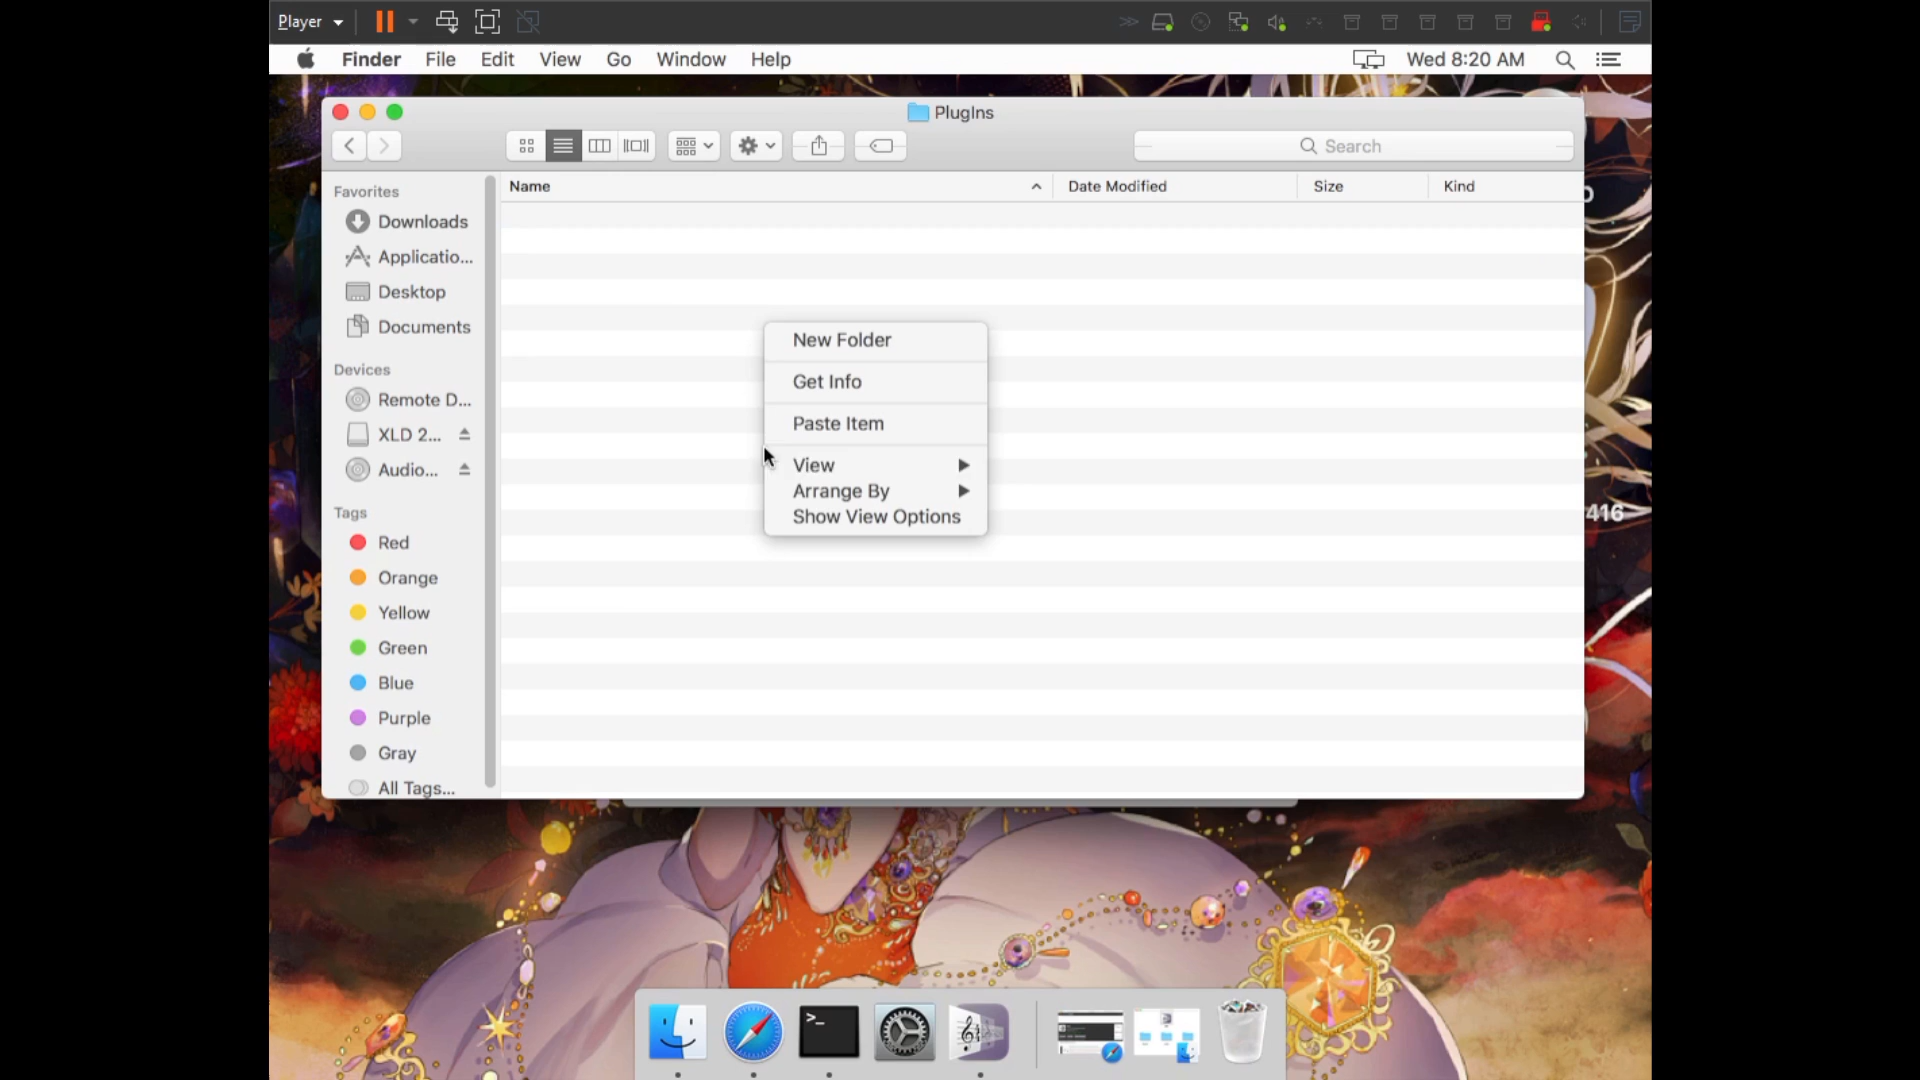 Player
Finder File Edit View Go Window Help Wed 8:20 AM
PlugIns
Search
Name Date Modified Size Kind
Favorites
Downloads
Applicatio...
Desktop
Documents
Devices
Remote D...
XLD 2...
Audio...
Tags
Red
Orange
Yellow
Green
Blue
Purple
Gray
All Tags...
New Folder
Get Info
Paste Item
View
Arrange By
Show View Options
416
>_